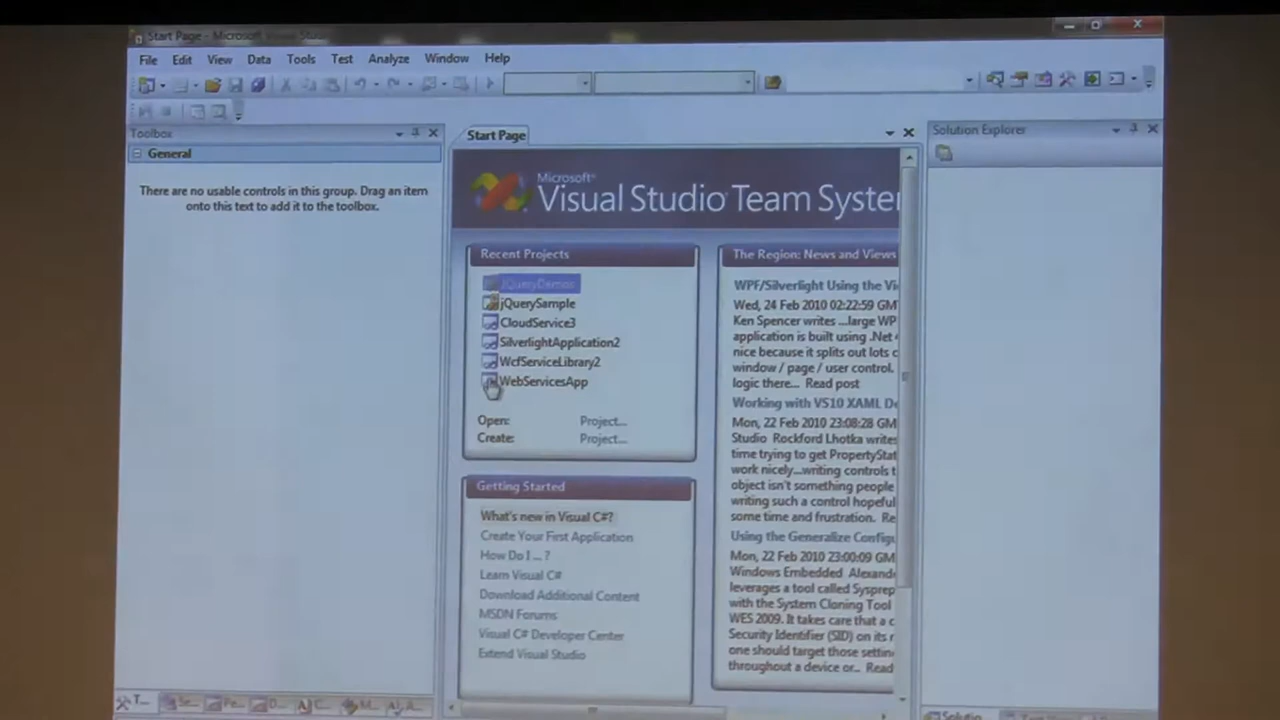 Start Page - Microsoft Visual Studio
File Edit View Data Tools Test Analyze Window Help
Toolbox
General
There are no usable controls in this group. Drag an item
onto this text to add it to the toolbox.
Start Page
Microsoft®
Visual Studio Team System
Recent Projects
jQueryDemos
jQuerySample
CloudService3
SilverlightApplication2
WcfServiceLibrary2
WebServicesApp
Open: Project...
Create: Project...
Getting Started
What's new in Visual C#?
Create Your First Application
How Do I ... ?
Learn Visual C#
Download Additional Content
MSDN Forums
Visual C# Developer Center
Extend Visual Studio
The Region: News and Views
WPF/Silverlight Using the Vi
Wed, 24 Feb 2010 02:22:59 GM
Ken Spencer writes ...large WP
application is built using .Net
nice because it splits out lots c
window / page / user control.
logic there... Read post
Working with VS10 XAML De
Mon, 22 Feb 2010 23:08:28 GM
Studio Rockford Lhotka writes
time trying to get PropertyStat
work nicely...writing controls t
object isn't something people
writing such a control hopeful
some time and frustration. Re
Using the Generalize Configu
Mon, 22 Feb 2010 23:00:09 GM
Windows Embedded Alexand
leverages a tool called Sysprep
with the System Cloning Tool
WES 2009. It takes care that a c
Security Identifier (SID) on its r
one should target those settin
throughout a device or... Read
Solution Explorer
T... Se... D... C... M... A...
Solutio